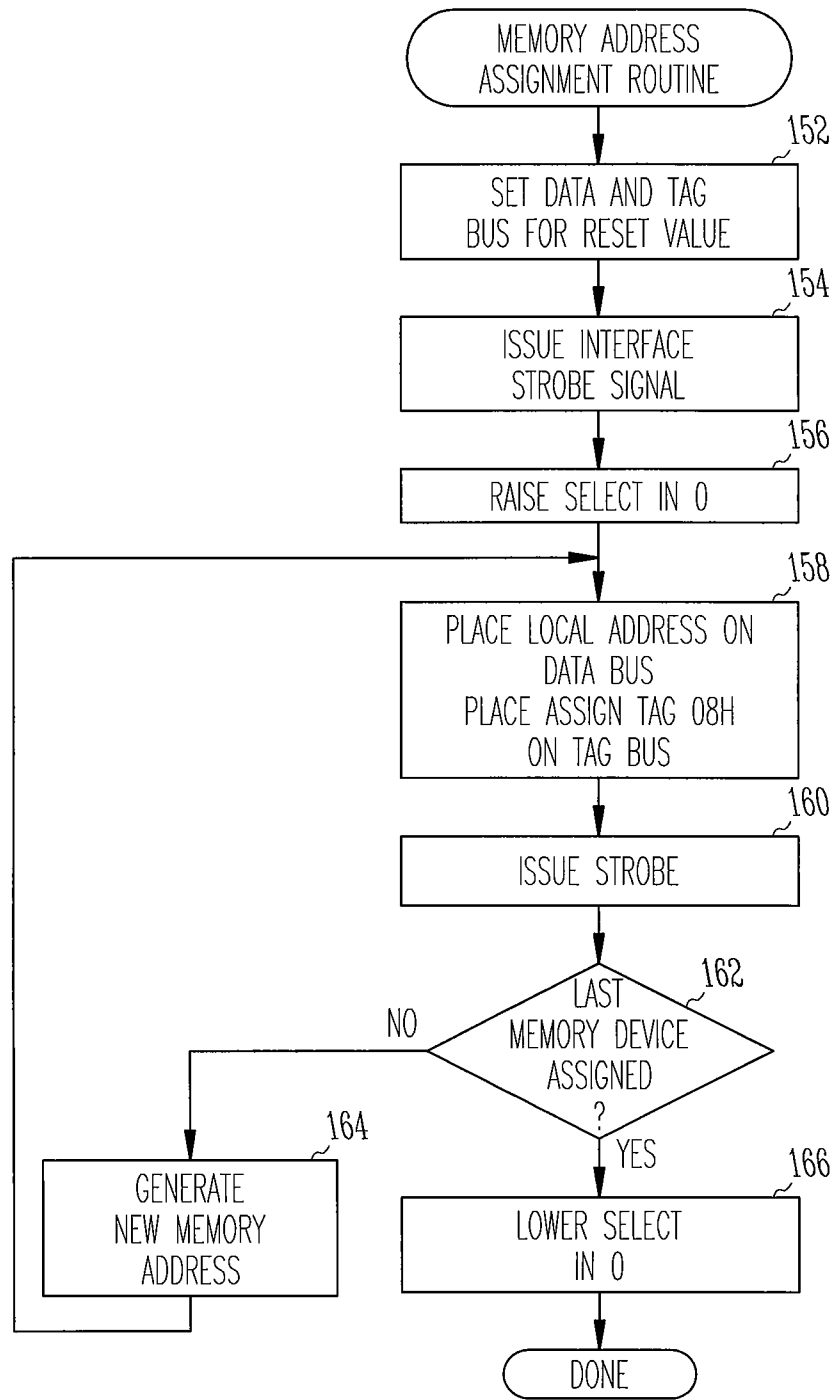 MEMORY ADDRESS
ASSIGNMENT ROUTINE
152
SET DATA AND TAG
BUS FOR RESET VALUE
154
ISSUE INTERFACE
STROBE SIGNAL
156
RAISE SELECT IN 0
158
PLACE LOCAL ADDRESS ON
DATA BUS
PLACE ASSIGN TAG 08H
ON TAG BUS
160
ISSUE STROBE
162
LAST
MEMORY DEVICE
ASSIGNED
?
NO
YES
164
GENERATE
NEW MEMORY
ADDRESS
166
LOWER SELECT
IN 0
DONE